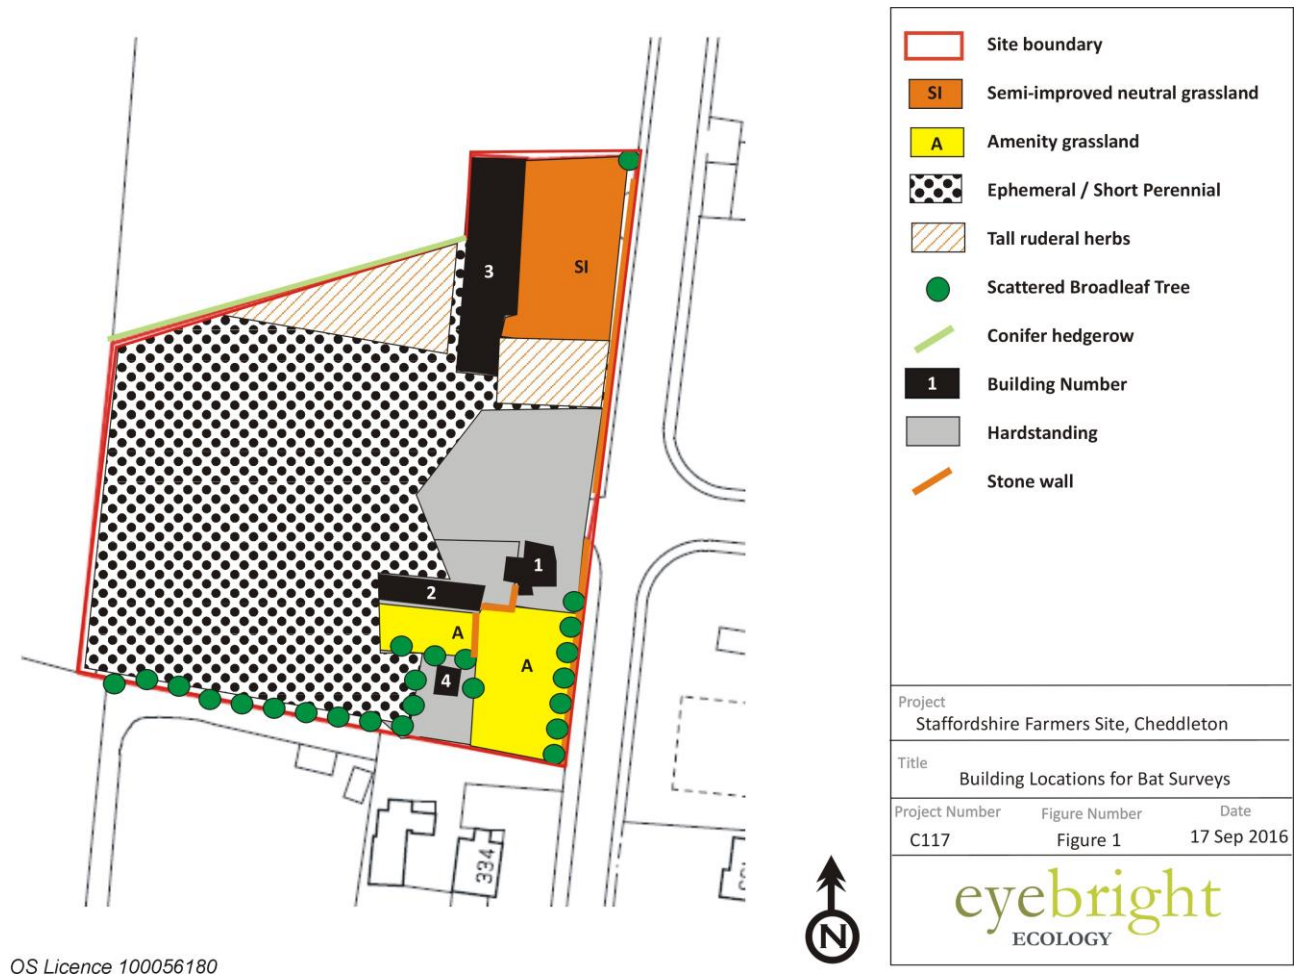 Site boundary
SI Semi-improved neutral grassland
A Amenity grassland
Ephemeral / Short Perennial
Tall ruderal herbs
Scattered Broadleaf Tree
Conifer hedgerow
1 Building Number
Hardstanding
Stone wall
3
SI
1
2
A
A
4
334
Project
Staffordshire Farmers Site, Cheddleton
Title
Building Locations for Bat Surveys
Project Number Figure Number Date
C117 Figure 1 17 Sep 2016
eyebright
ECOLOGY
N
OS Licence 100056180